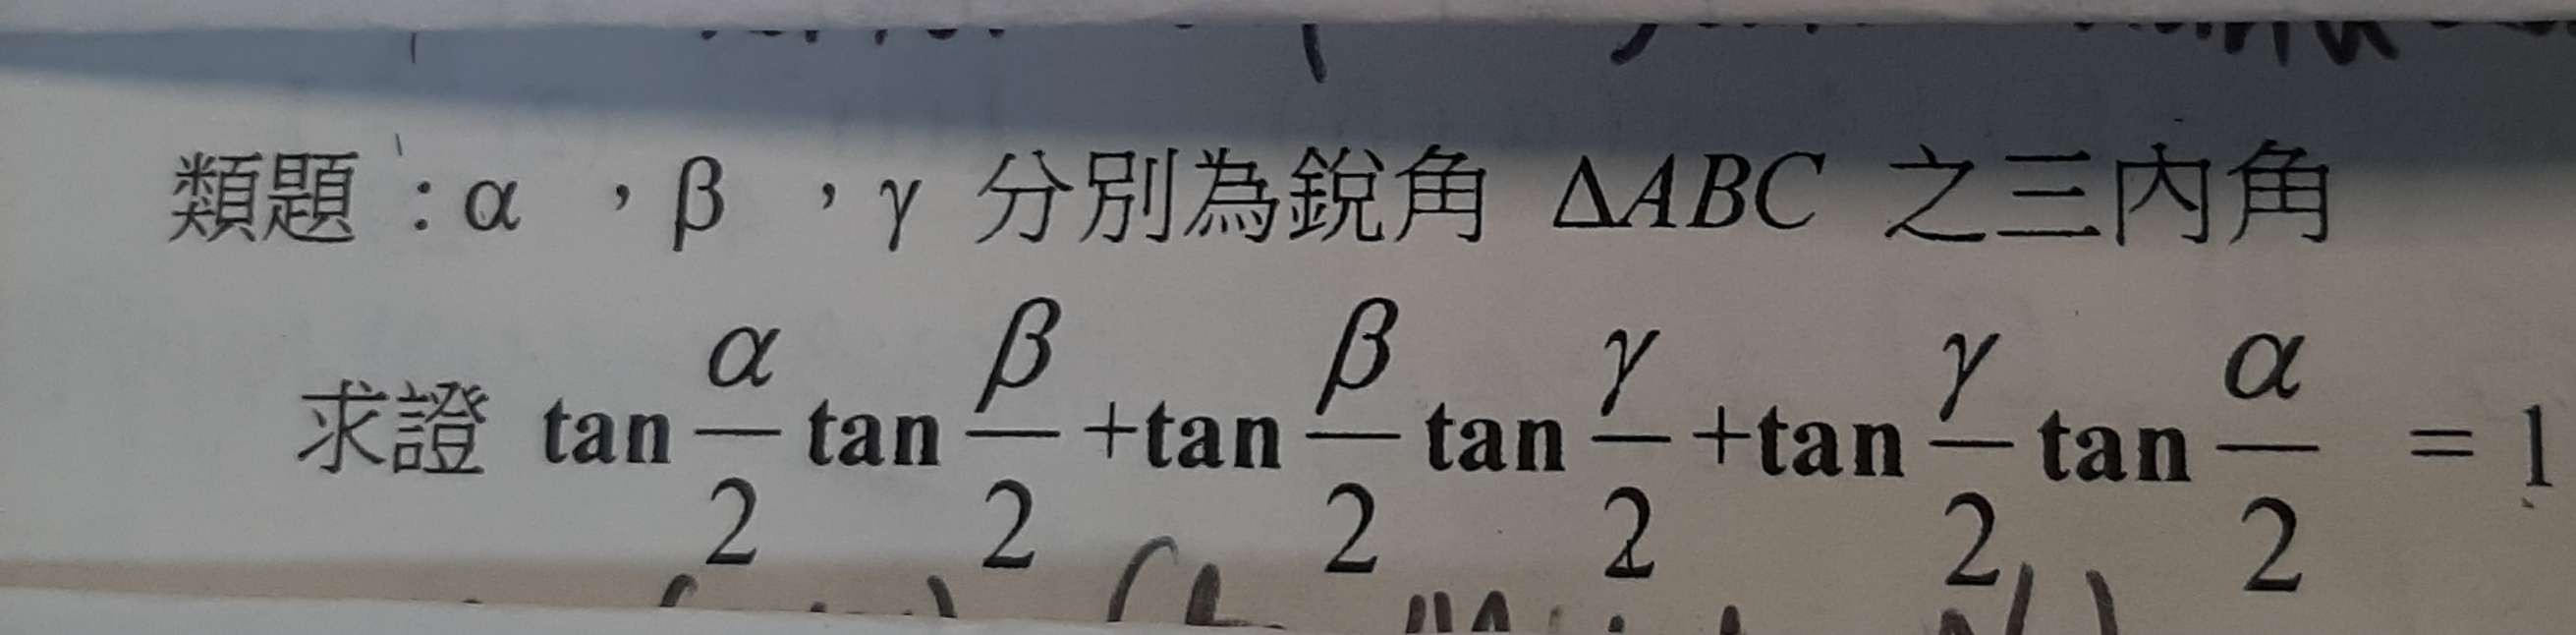 類題：α ，β ，γ 分別為銳角 ΔABC 之三內角
求證 tan α/2 tan β/2 +tan β/2 tan γ/2 +tan γ/2 tan α/2 = 1